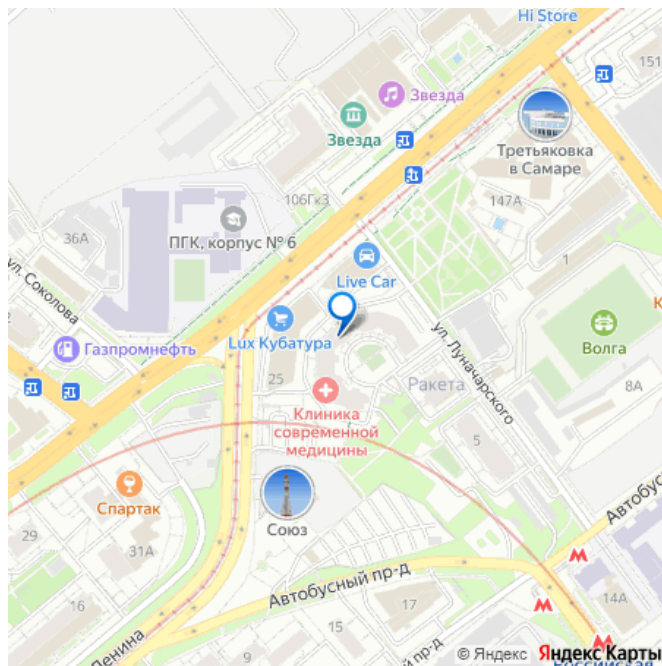 Hi Store
151
Звезда
Звезда
Третьяковка
в Самаре
106Гк3
147А
36А
ПГК, корпус № 6
ул. Соколова
Live Car
1
Lux Кубатура
Газпромнефть
ул. Луначарского
Волга
25
Ракета
8А
Клиника
современной
медицины
5
Спартак
Союз
29
31А
Автобусный пр-д
16
17
14А
15
9
Ленина
© Яндекс Яндекс Карты